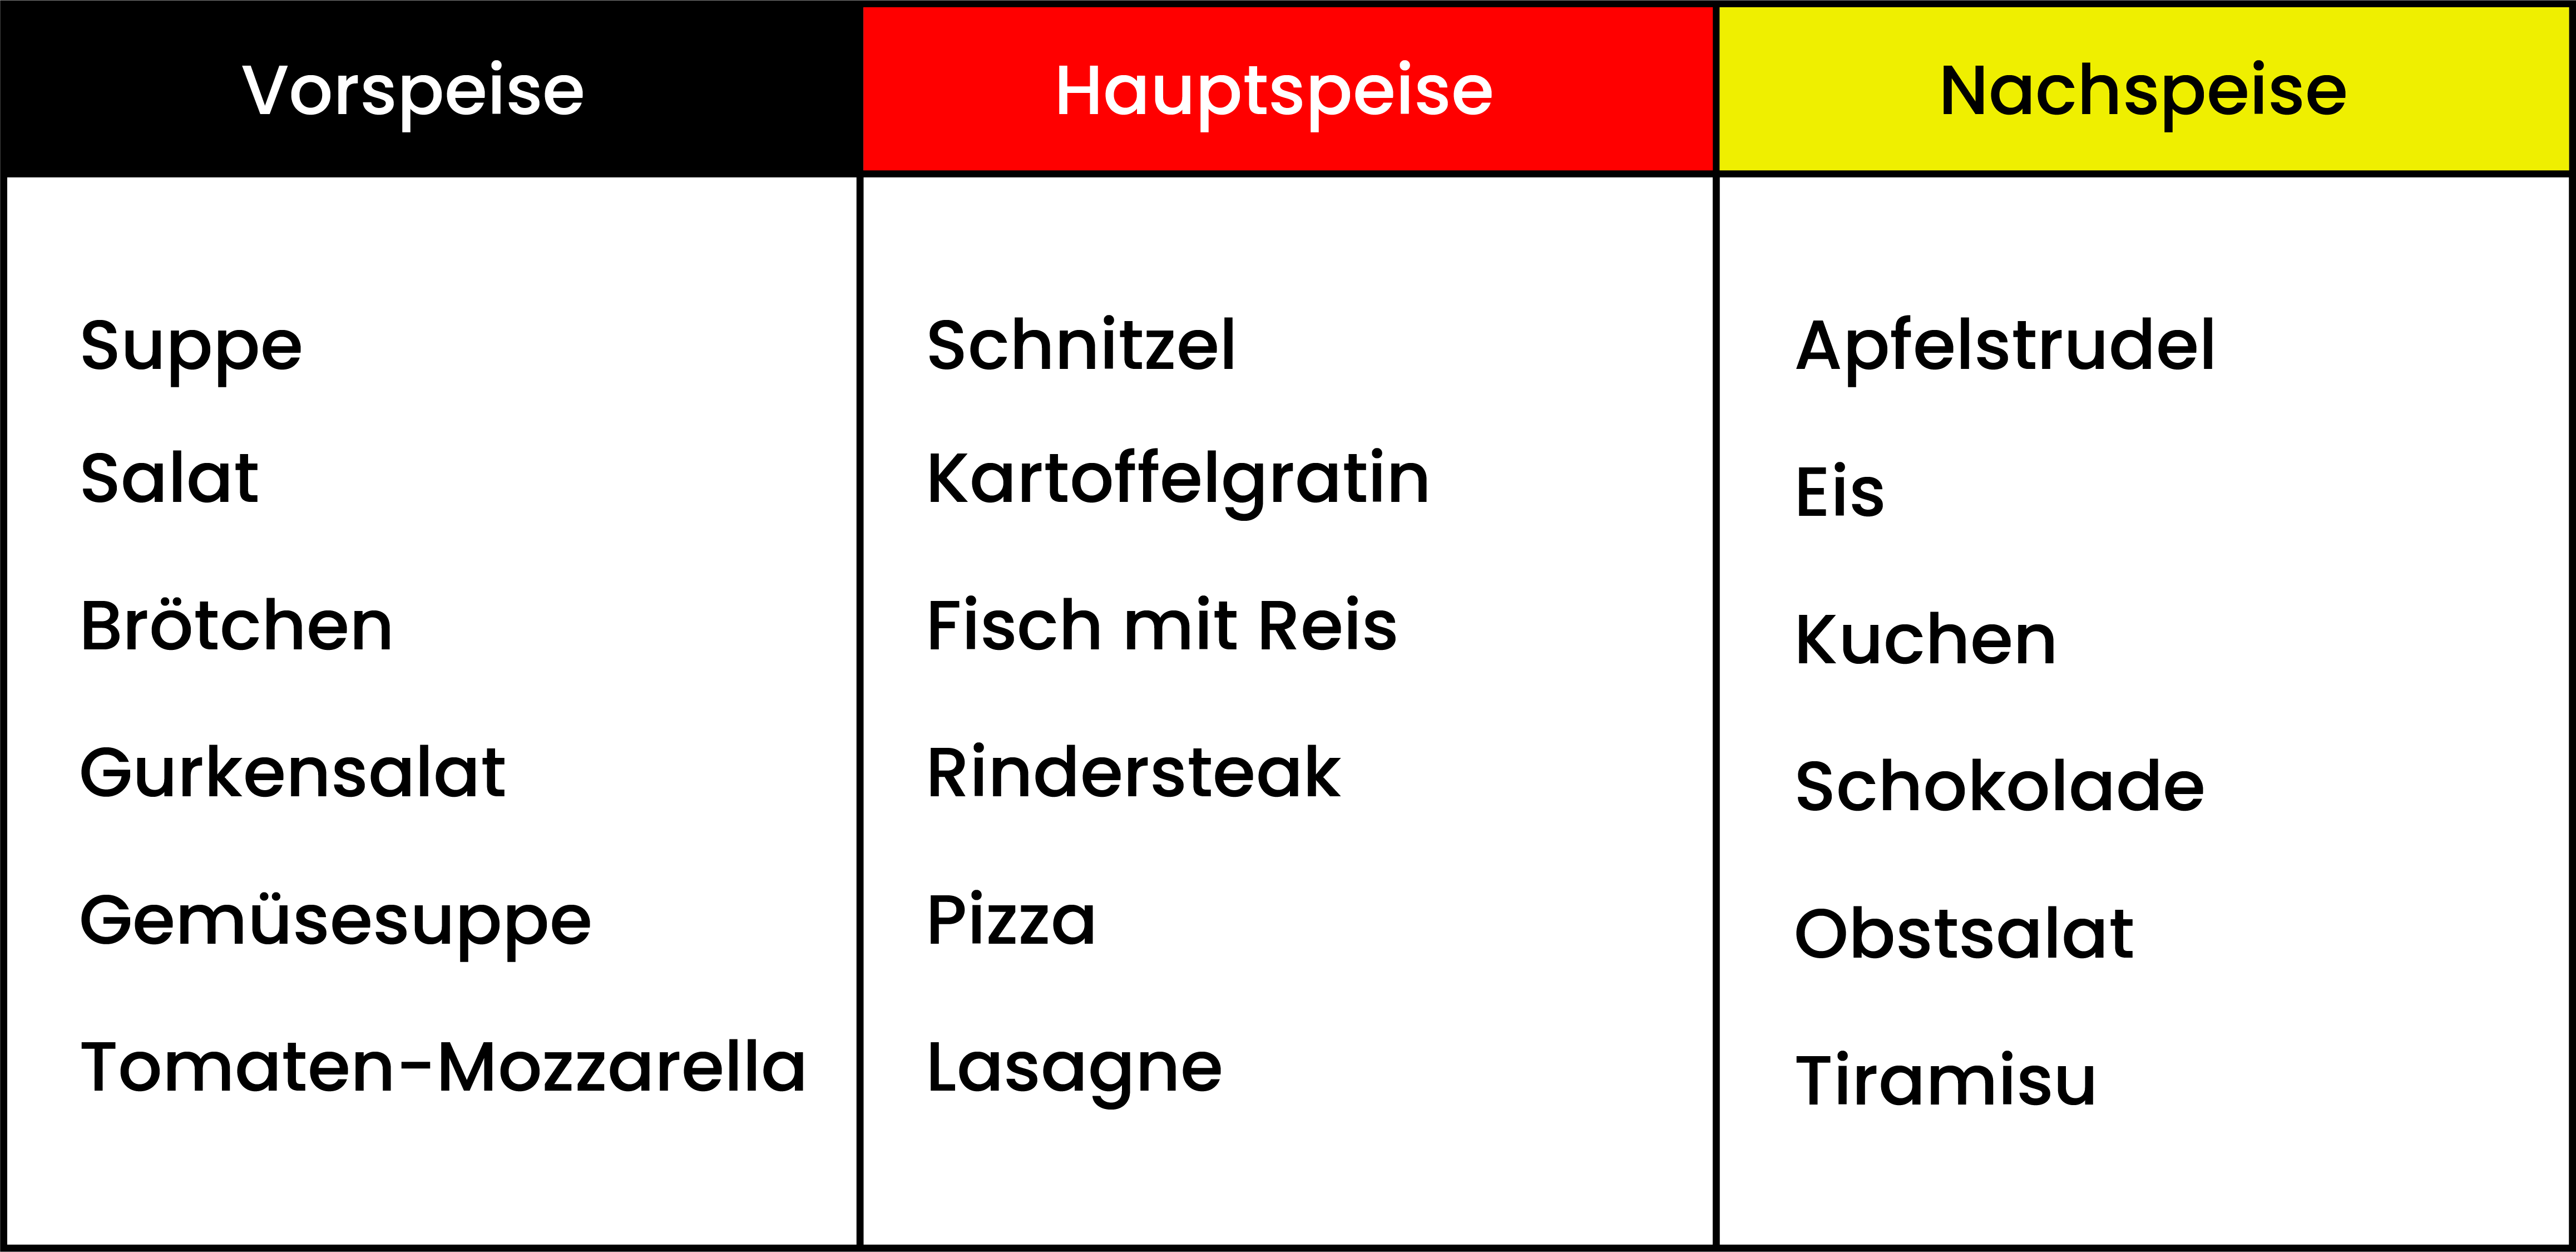 Vorspeise
Hauptspeise
Nachspeise
Suppe
Salat
Brötchen
Gurkensalat
Gemüsesuppe
Tomaten-Mozzarella
Schnitzel
Kartoffelgratin
Fisch mit Reis
Rindersteak
Pizza
Lasagne
Apfelstrudel
Eis
Kuchen
Schokolade
Obstsalat
Tiramisu